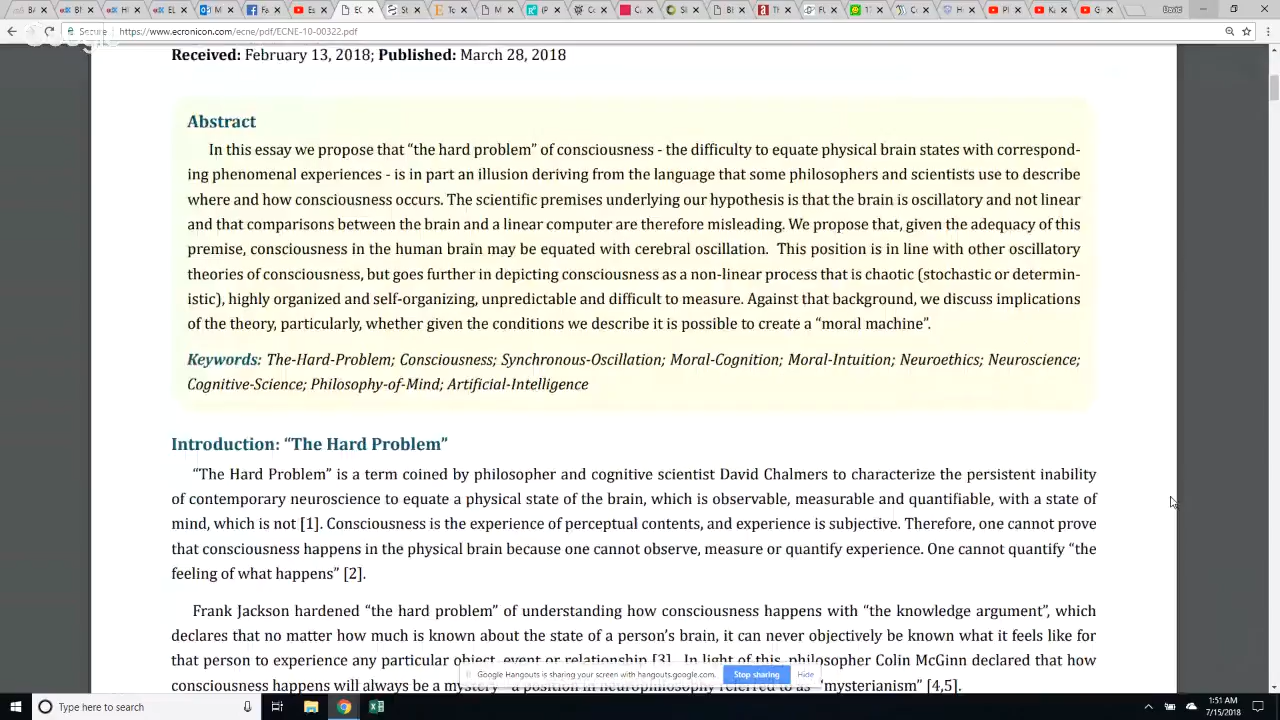 Secure
https://www.ecronicon.com/ecne/pdf/ECNE-10-00322.pdf
Received: February 13, 2018; Published: March 28, 2018
Abstract
In this essay we propose that “the hard problem” of consciousness - the difficulty to equate physical brain states with correspond-
ing phenomenal experiences - is in part an illusion deriving from the language that some philosophers and scientists use to describe
where and how consciousness occurs. The scientific premises underlying our hypothesis is that the brain is oscillatory and not linear
and that comparisons between the brain and a linear computer are therefore misleading. We propose that, given the adequacy of this
premise, consciousness in the human brain may be equated with cerebral oscillation. This position is in line with other oscillatory
theories of consciousness, but goes further in depicting consciousness as a non-linear process that is chaotic (stochastic or determin-
istic), highly organized and self-organizing, unpredictable and difficult to measure. Against that background, we discuss implications
of the theory, particularly, whether given the conditions we describe it is possible to create a “moral machine”.
Keywords: The-Hard-Problem; Consciousness; Synchronous-Oscillation; Moral-Cognition; Moral-Intuition; Neuroethics; Neuroscience;
Cognitive-Science; Philosophy-of-Mind; Artificial-Intelligence
Introduction: “The Hard Problem”
“The Hard Problem” is a term coined by philosopher and cognitive scientist David Chalmers to characterize the persistent inability
of contemporary neuroscience to equate a physical state of the brain, which is observable, measurable and quantifiable, with a state of
mind, which is not [1]. Consciousness is the experience of perceptual contents, and experience is subjective. Therefore, one cannot prove
that consciousness happens in the physical brain because one cannot observe, measure or quantify experience. One cannot quantify “the
feeling of what happens” [2].
Frank Jackson hardened “the hard problem” of understanding how consciousness happens with “the knowledge argument”, which
declares that no matter how much is known about the state of a person’s brain, it can never objectively be known what it feels like for
that person to experience any particular object, event or relationship [3]. In light of this, philosopher Colin McGinn declared that how
consciousness happens will always be a mystery - a position in neurophilosophy referred to as “mysterianism” [4,5].
Google Hangouts is sharing your screen with hangouts.google.com.
Stop sharing
Hide
Type here to search
1:51 AM
7/15/2018